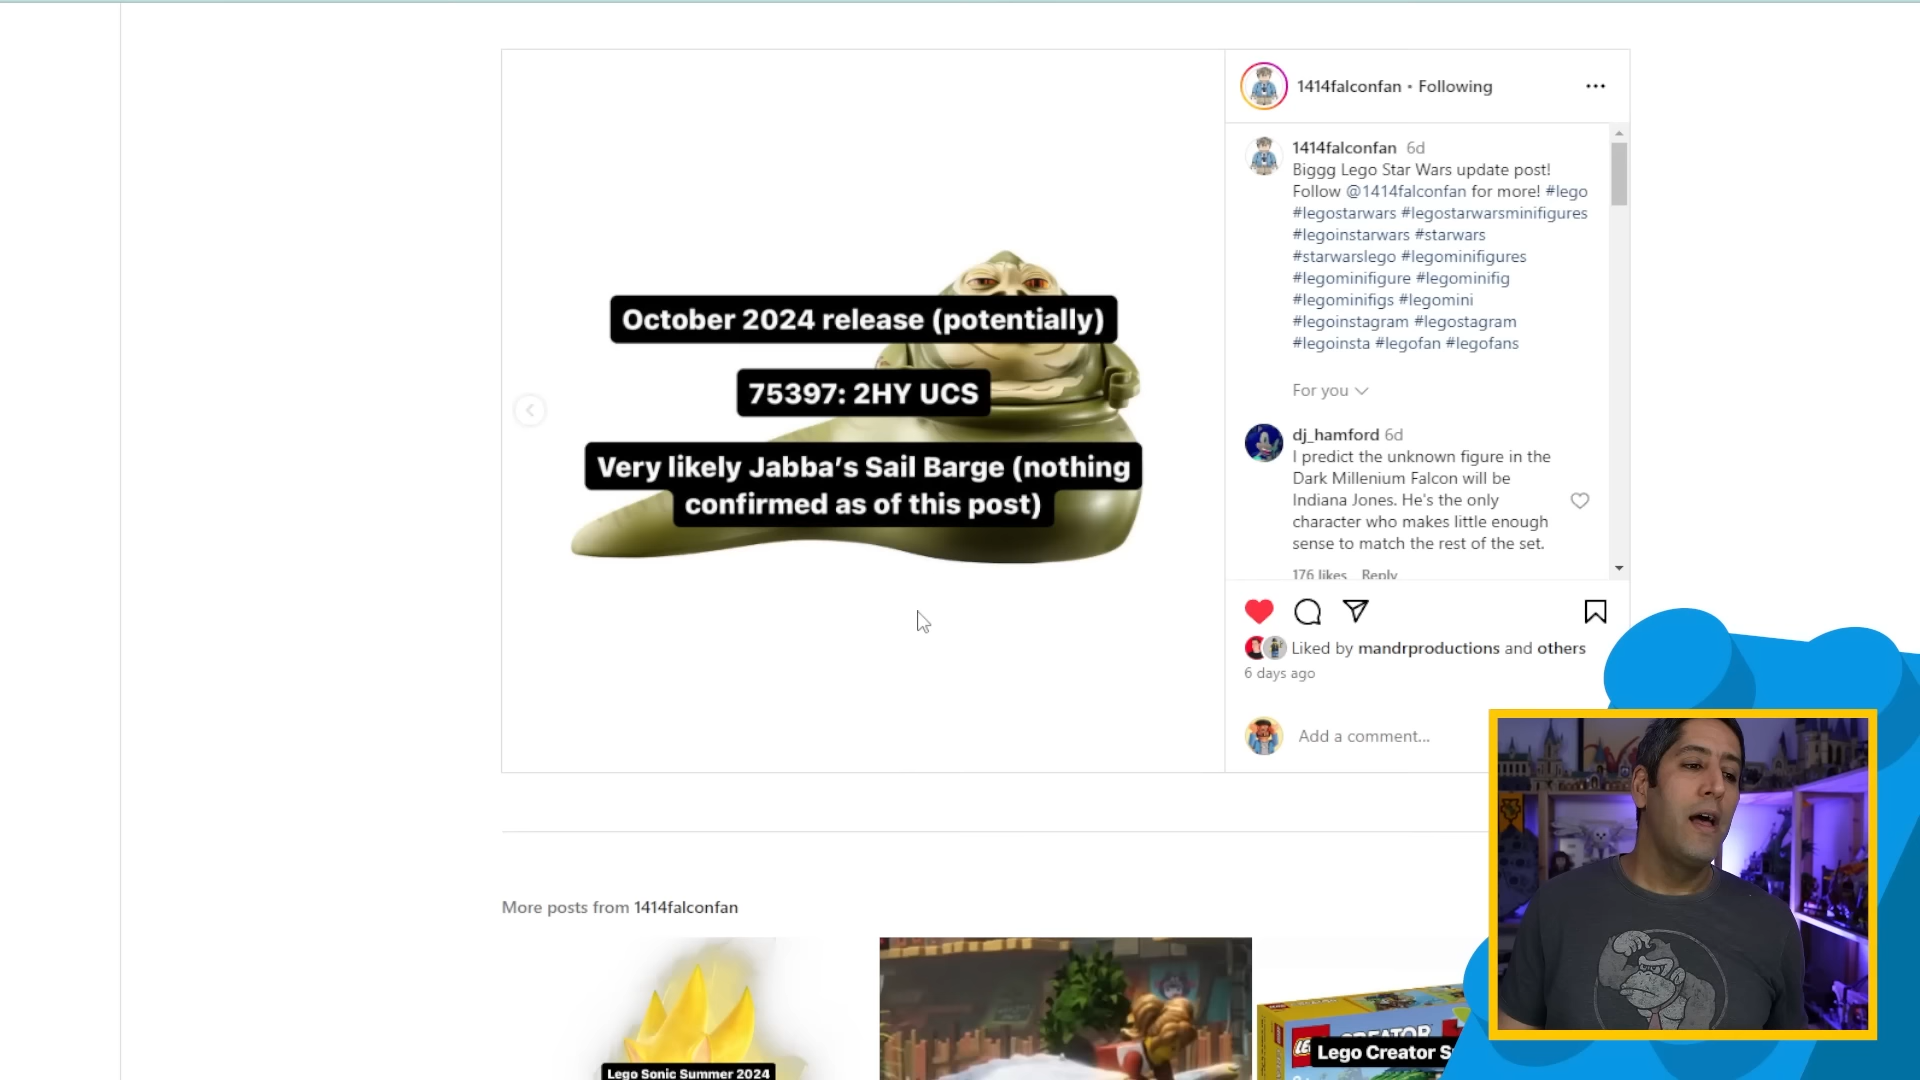 October 2024 release (potentially)
75397: 2HY UCS
Very likely Jabba's Sail Barge (nothing
confirmed as of this post)
1414falconfan • Following
1414falconfan 6d
Biggg Lego Star Wars update post!
Follow @1414falconfan for more! #lego
#legostarwars #legostarwarsminifigures
#legoinstarwars #starwars
#starwarslego #legominifigures
#legominifigure #legominifig
#legominifigs #legomini
#legoinstagram #legostagram
#legoinsta #legofan #legofans
For you
dj_hamford 6d
I predict the unknown figure in the
Dark Millenium Falcon will be
Indiana Jones. He's the only
character who makes little enough
sense to match the rest of the set.
176 likes Reply
Liked by mandrproductions and others
6 days ago
Add a comment...
More posts from 1414falconfan
Lego Sonic Summer 2024
CREATOR
Lego Creator S